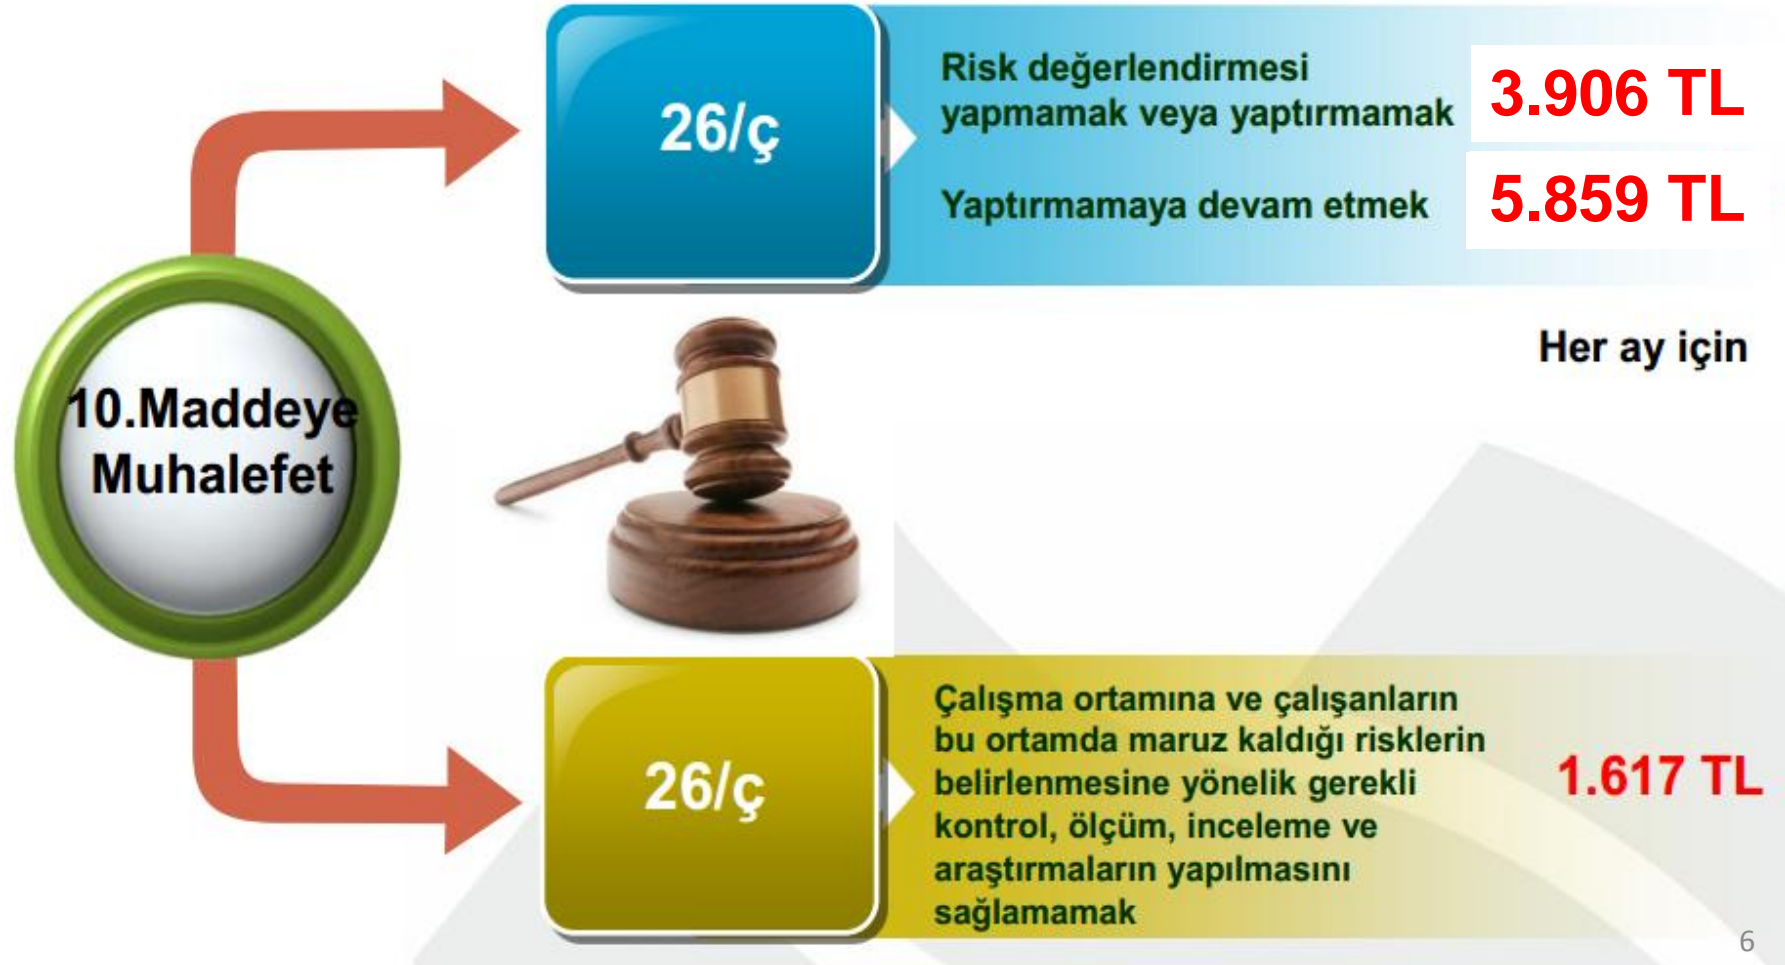 26/ç
Risk değerlendirmesi
yapmamak veya yaptırmamak
3.906 TL
Yaptırmamaya devam etmek
5.859 TL
Her ay için
10.Maddeye
Muhalefet
26/ç
Çalışma ortamına ve çalışanların
bu ortamda maruz kaldığı risklerin
belirlenmesine yönelik gerekli
kontrol, ölçüm, inceleme ve
araştırmaların yapılmasını
sağlamamak
1.617 TL
6